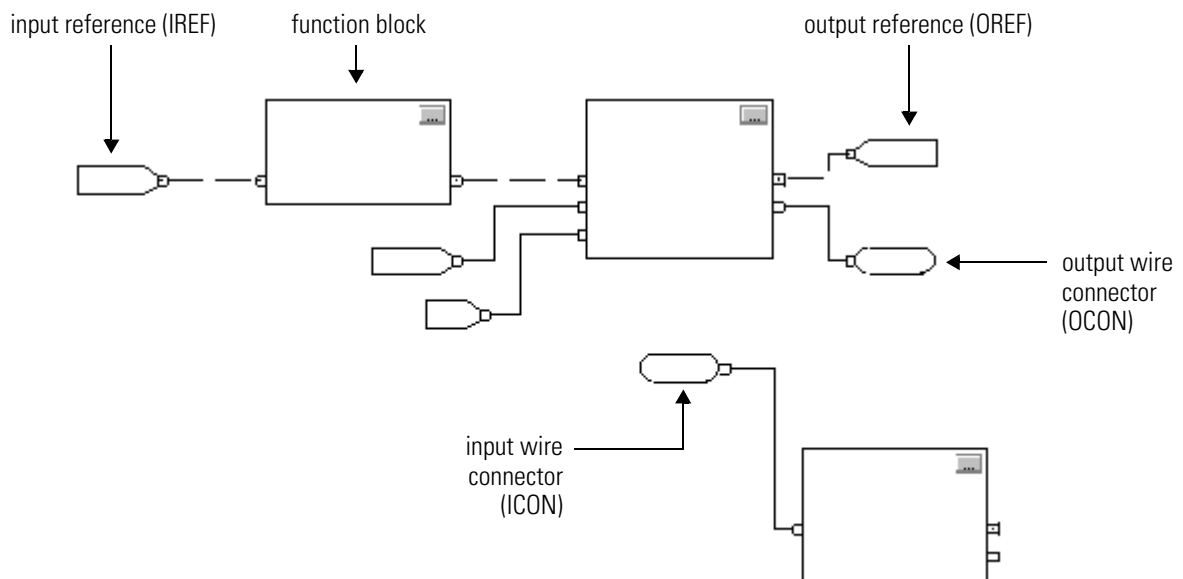 input reference (IREF)
function block
output reference (OREF)
...
...
output wire
connector
(OCON)
input wire
connector
(ICON)
...